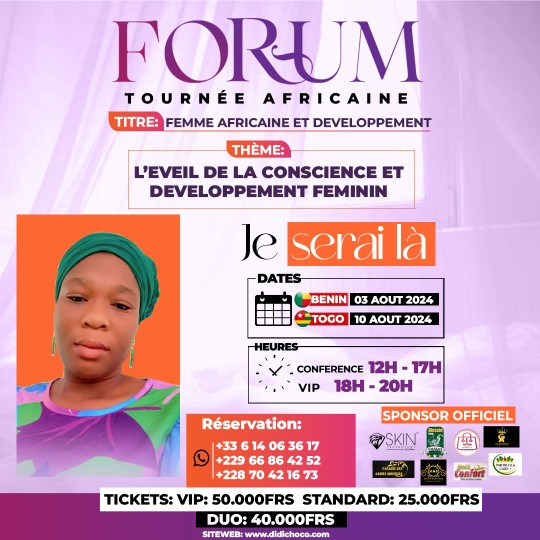 FORUM
TOURNÉE AFRICAINE
TITRE: FEMME AFRICAINE ET DEVELOPPEMENT
THÈME:
L'EVEIL DE LA CONSCIENCE ET
DEVELOPPEMENT FEMININ
Je serai là
DATES
BENIN 03 AOUT 2024
TOGO 10 AOUT 2024
HEURES
CONFERENCE 12H - 17H
VIP 18H - 20H
Réservation:
+33 6 14 06 36 17
+229 66 86 42 52
+228 70 42 16 73
SPONSOR OFFICIEL
SKIN
Confort
TICKETS: VIP: 50.000FRS STANDARD: 25.000FRS
DUO: 40.000FRS
SITEWEB: www.didichoco.com